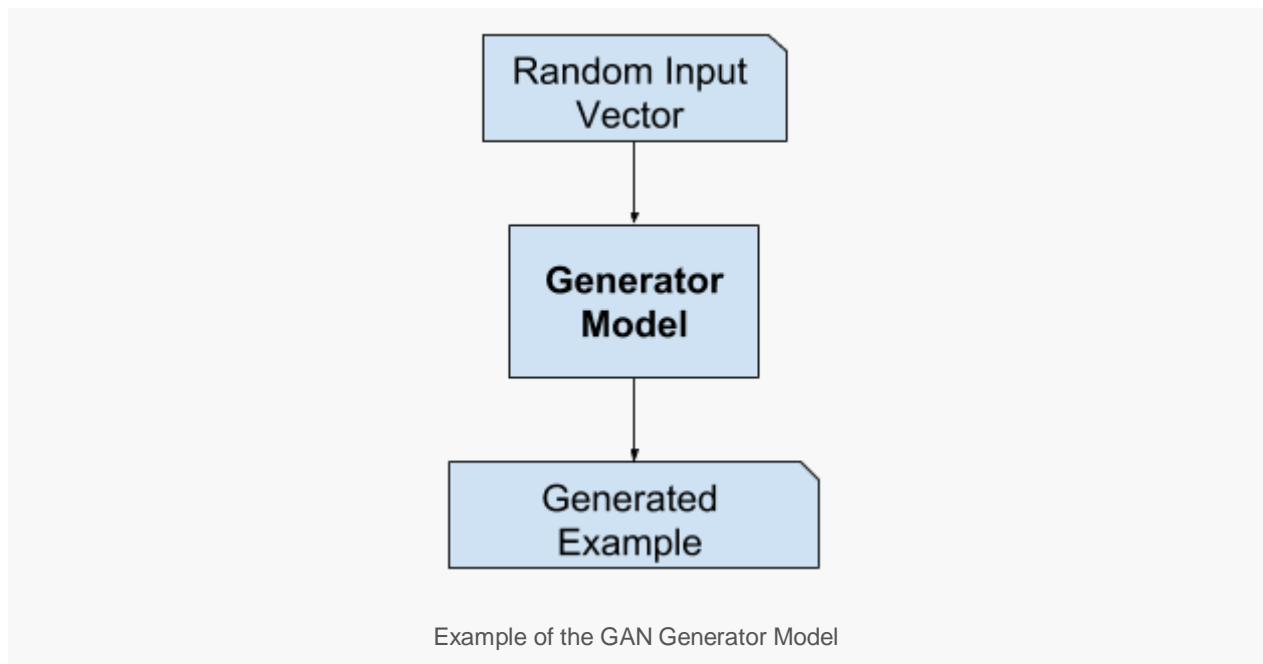 Random Input
Vector
Generator
Model
Generated
Example
Example of the GAN Generator Model